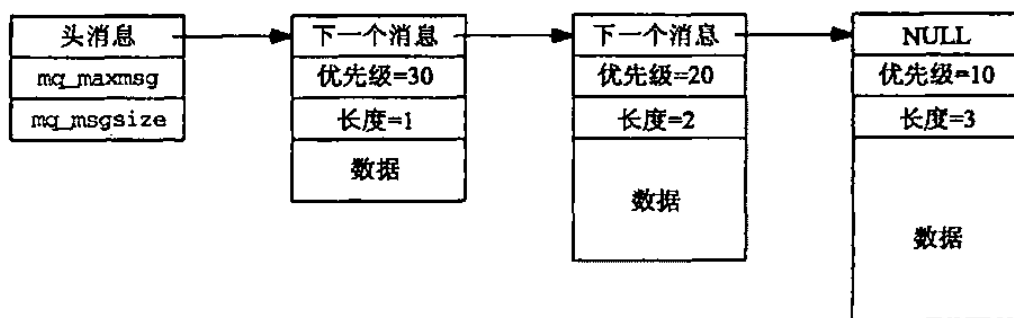 头消息
mq_maxmsg
mq_msgsize
下一个消息
优先级=30
长度=1
数据
下一个消息
优先级=20
长度=2
数据
NULL
优先级=10
长度=3
数据